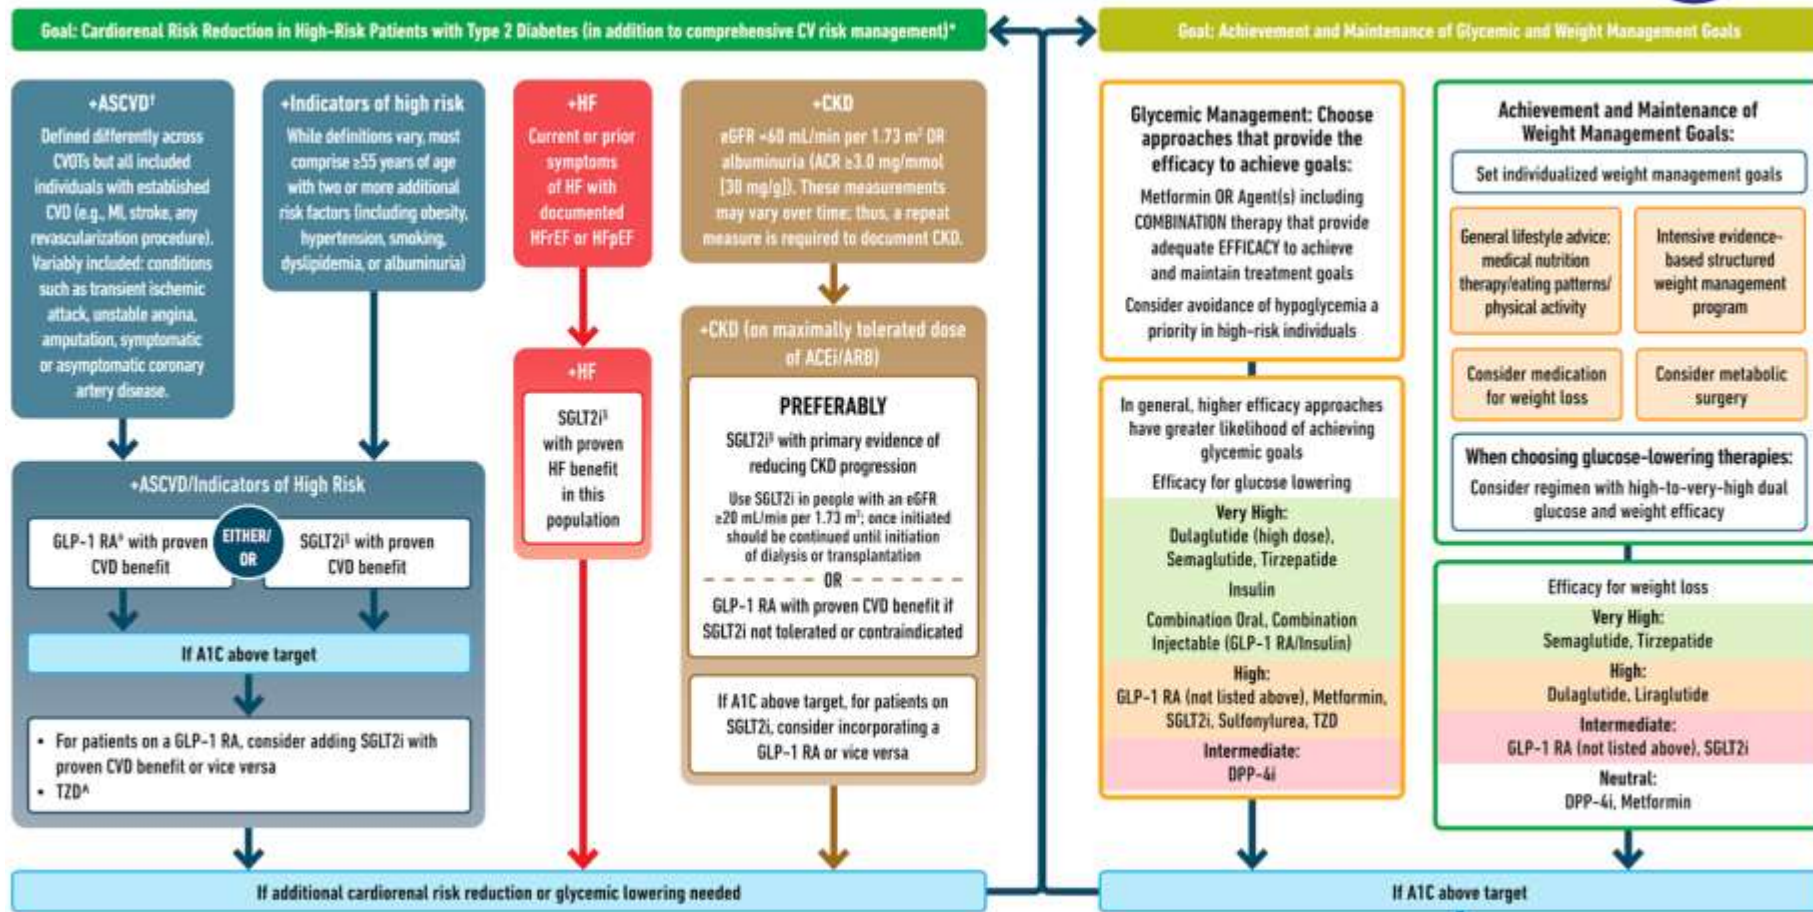 Goal: Cardiorenal Risk Reduction in High-Risk Patients with Type 2 Diabetes (in addition to comprehensive CV risk management)*
Goal: Achievement and Maintenance of Glycemic and Weight Management Goals
+ASCVD†
Defined differently across
CVOTs but all included
individuals with established
CVD (e.g., MI, stroke, any
revascularization procedure).
Variably included: conditions
such as transient ischemic
attack, unstable angina,
amputation, symptomatic
or asymptomatic coronary
artery disease.
+Indicators of high risk
While definitions vary, most
comprise ≥55 years of age
with two or more additional
risk factors (including obesity,
hypertension, smoking,
dyslipidemia, or albuminuria)
+ASCVD/Indicators of High Risk
GLP-1 RA# with proven
CVD benefit
EITHER/
OR
SGLT2i§ with proven
CVD benefit
If A1C above target
• For patients on a GLP-1 RA, consider adding SGLT2i with
proven CVD benefit or vice versa
• TZD^
+HF
Current or prior
symptoms
of HF with
documented
HFrEF or HFpEF
+HF
SGLT2i§
with proven
HF benefit
in this
population
+CKD
eGFR <60 mL/min per 1.73 m² OR
albuminuria (ACR ≥3.0 mg/mmol
[30 mg/g]). These measurements
may vary over time; thus, a repeat
measure is required to document CKD.
+CKD (on maximally tolerated dose
of ACEi/ARB)
PREFERABLY
SGLT2i§ with primary evidence of
reducing CKD progression
Use SGLT2i in people with an eGFR
≥20 mL/min per 1.73 m²; once initiated
should be continued until initiation
of dialysis or transplantation
OR
GLP-1 RA with proven CVD benefit if
SGLT2i not tolerated or contraindicated
If A1C above target, for patients on
SGLT2i, consider incorporating a
GLP-1 RA or vice versa
If additional cardiorenal risk reduction or glycemic lowering needed
Glycemic Management: Choose
approaches that provide the
efficacy to achieve goals:
Metformin OR Agent(s) including
COMBINATION therapy that provide
adequate EFFICACY to achieve
and maintain treatment goals
Consider avoidance of hypoglycemia a
priority in high-risk individuals
In general, higher efficacy approaches
have greater likelihood of achieving
glycemic goals
Efficacy for glucose lowering
Very High:
Dulaglutide (high dose),
Semaglutide, Tirzepatide
Insulin
Combination Oral, Combination
Injectable (GLP-1 RA/Insulin)
High:
GLP-1 RA (not listed above), Metformin,
SGLT2i, Sulfonylurea, TZD
Intermediate:
DPP-4i
Achievement and Maintenance of
Weight Management Goals:
Set individualized weight management goals
General lifestyle advice:
medical nutrition
therapy/eating patterns/
physical activity
Intensive evidence-
based structured
weight management
program
Consider medication
for weight loss
Consider metabolic
surgery
When choosing glucose-lowering therapies:
Consider regimen with high-to-very-high dual
glucose and weight efficacy
Efficacy for weight loss
Very High:
Semaglutide, Tirzepatide
High:
Dulaglutide, Liraglutide
Intermediate:
GLP-1 RA (not listed above), SGLT2i
Neutral:
DPP-4i, Metformin
If A1C above target